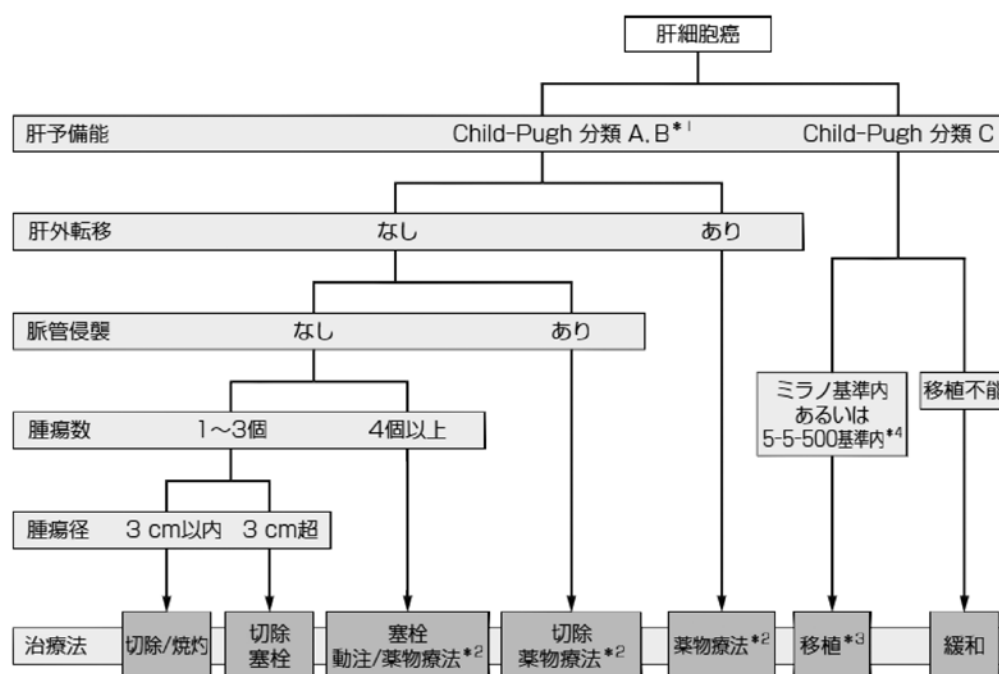 肝細胞癌
肝予備能 Child-Pugh 分類 A, B*1 Child-Pugh 分類 C
肝外転移 なし あり
脈管侵襲 なし あり
ミラノ基準内
あるいは
5-5-500基準内*4
移植不能
腫瘍数 1〜3個 4個以上
腫瘍径 3 cm以内 3 cm超
治療法
切除/焼灼
切除
塞栓
塞栓
動注/薬物療法*2
切除
薬物療法*2
薬物療法*2
移植*3
緩和